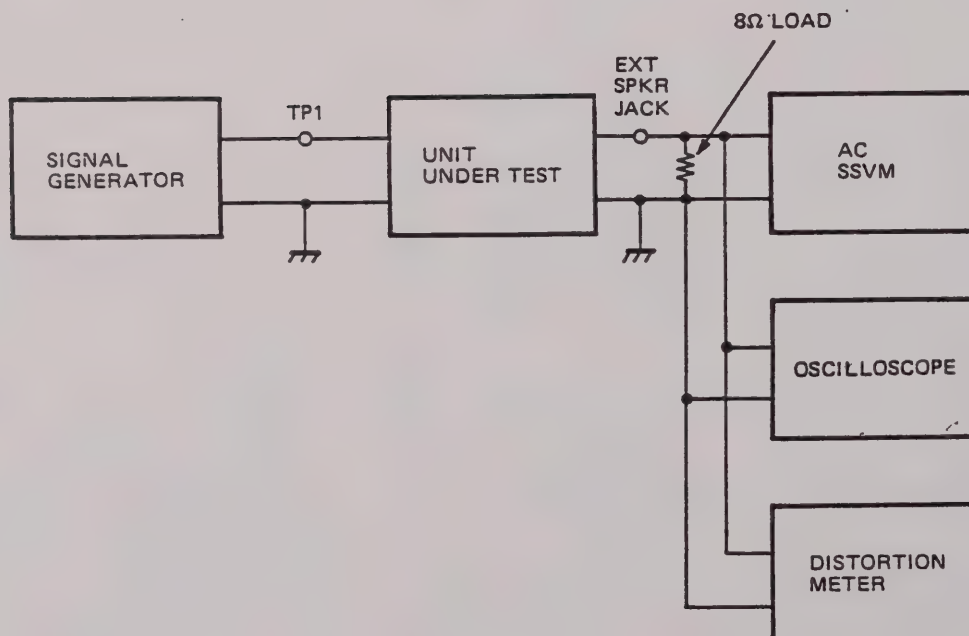 8Ω LOAD
EXT
SPKR
JACK
TP1
SIGNAL
GENERATOR
UNIT
UNDER TEST
AC
SSVM
OSCILLOSCOPE
DISTORTION
METER